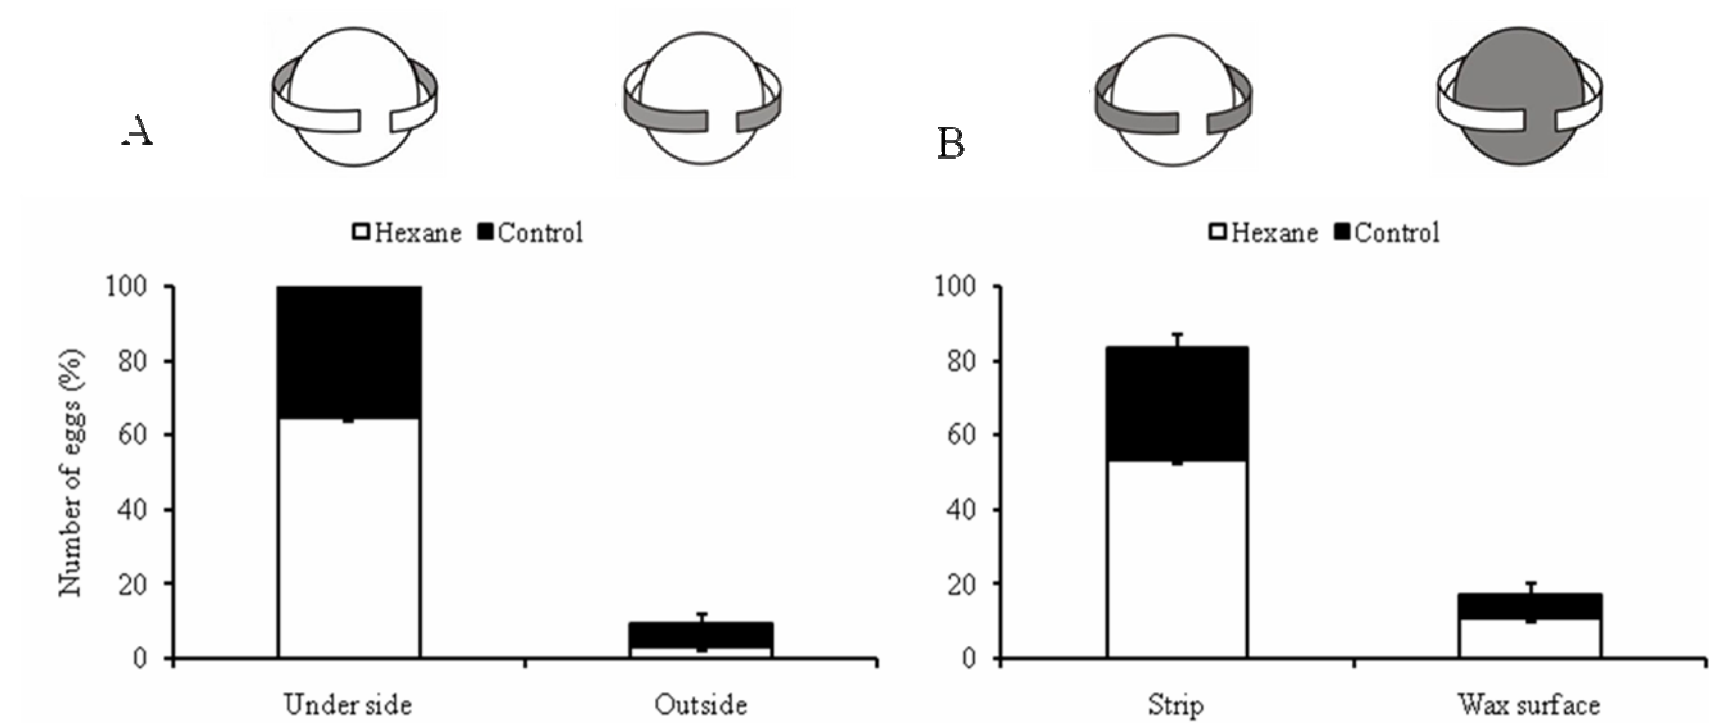 A
B
Hexane Control
Hexane Control
Number of eggs (%)
100
80
60
40
20
0
Under side Outside
100
80
60
40
20
0
Strip Wax surface